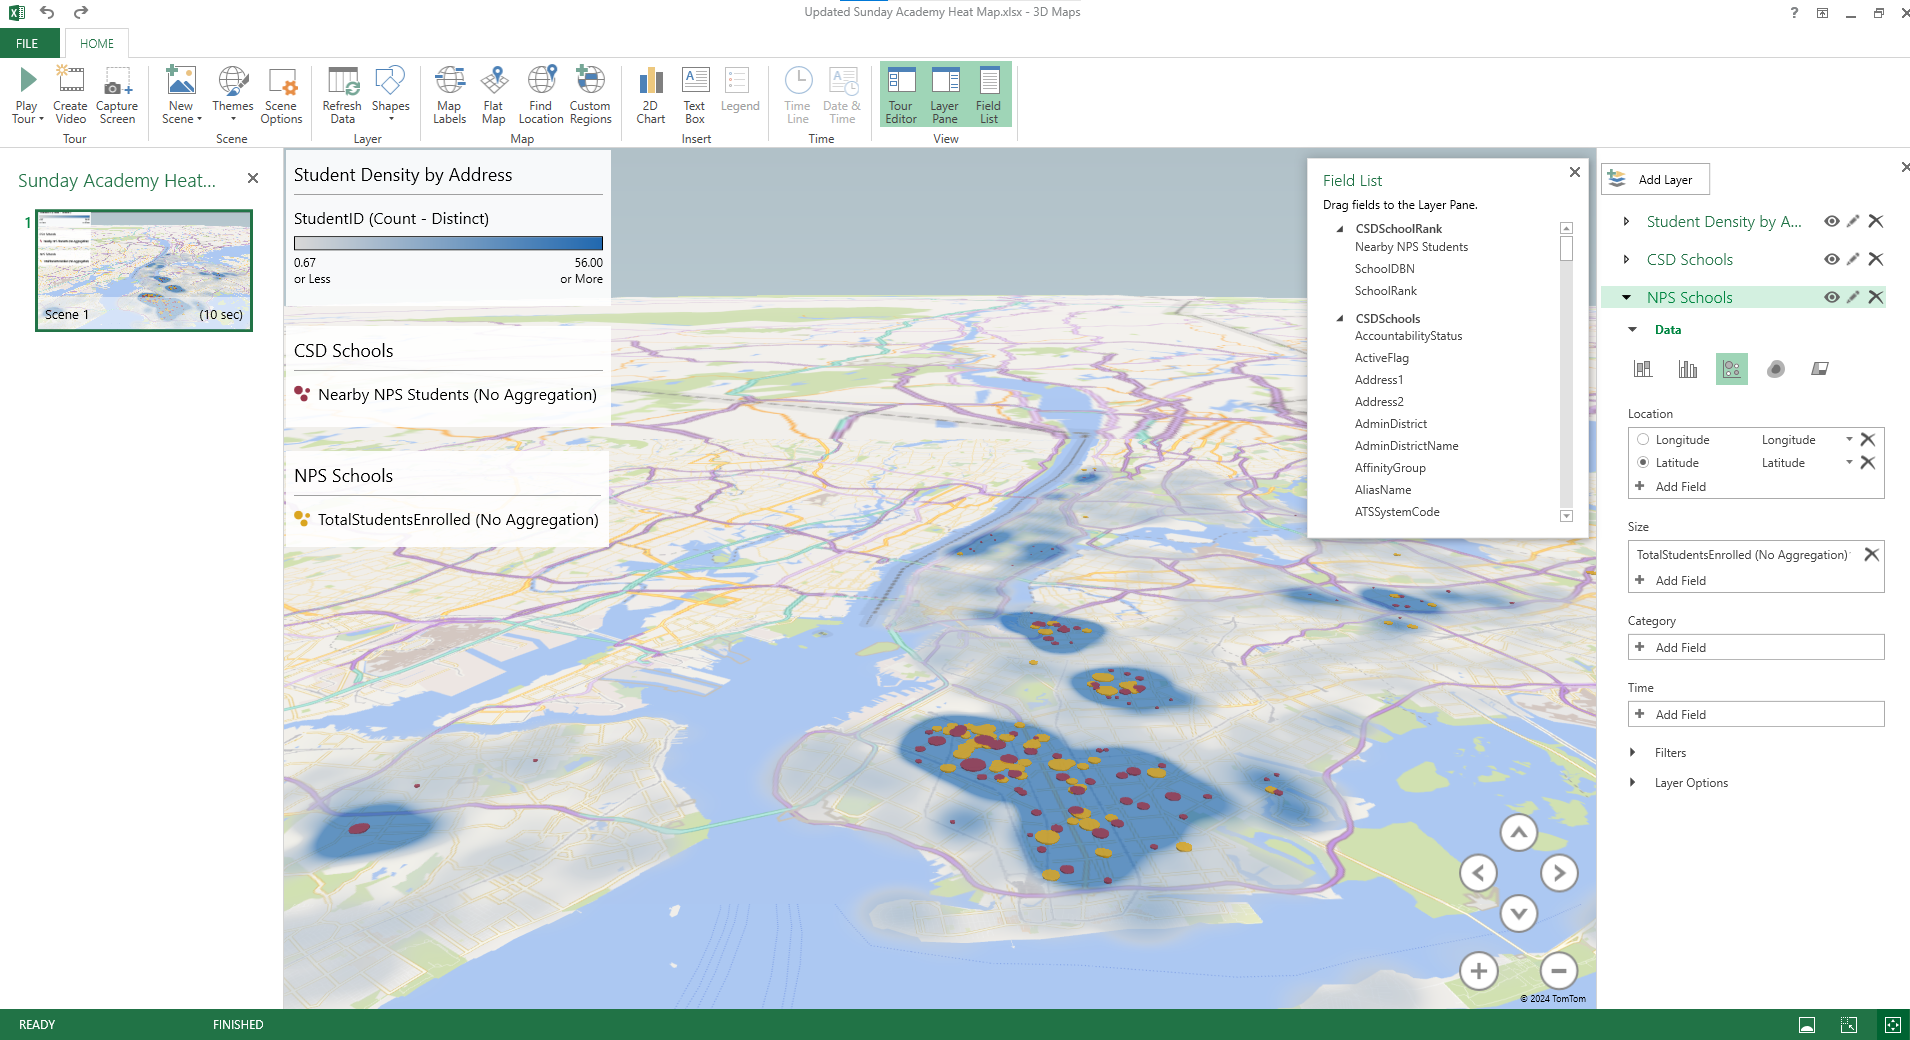 Updated Sunday Academy Heat Map.xlsx - 3D Maps
?
FILE
HOME
Play Tour
Create Video
Capture Screen
Tour
New Scene
Themes
Scene Options
Scene
Refresh Data
Shapes
Layer
Map Labels
Flat Map
Find Location
Custom Regions
Map
2D Chart
Text Box
Legend
Insert
Time Line
Date & Time
Time
Tour Editor
Layer Pane
Field List
View
Sunday Academy Heat...
1
Scene 1
(10 sec)
Student Density by Address
StudentID (Count - Distinct)
0.67 or Less
56.00 or More
CSD Schools
Nearby NPS Students (No Aggregation)
NPS Schools
TotalStudentsEnrolled (No Aggregation)
Field List
Drag fields to the Layer Pane.
CSDSchoolRank
Nearby NPS Students
SchoolDBN
SchoolRank
CSDSchools
AccountabilityStatus
ActiveFlag
Address1
Address2
AdminDistrict
AdminDistrictName
AffinityGroup
AliasName
ATSSystemCode
© 2024 TomTom
Add Layer
Student Density by A...
CSD Schools
NPS Schools
Data
Location
Longitude Longitude
Latitude Latitude
Add Field
Size
TotalStudentsEnrolled (No Aggregation)
Add Field
Category
Add Field
Time
Add Field
Filters
Layer Options
READY
FINISHED